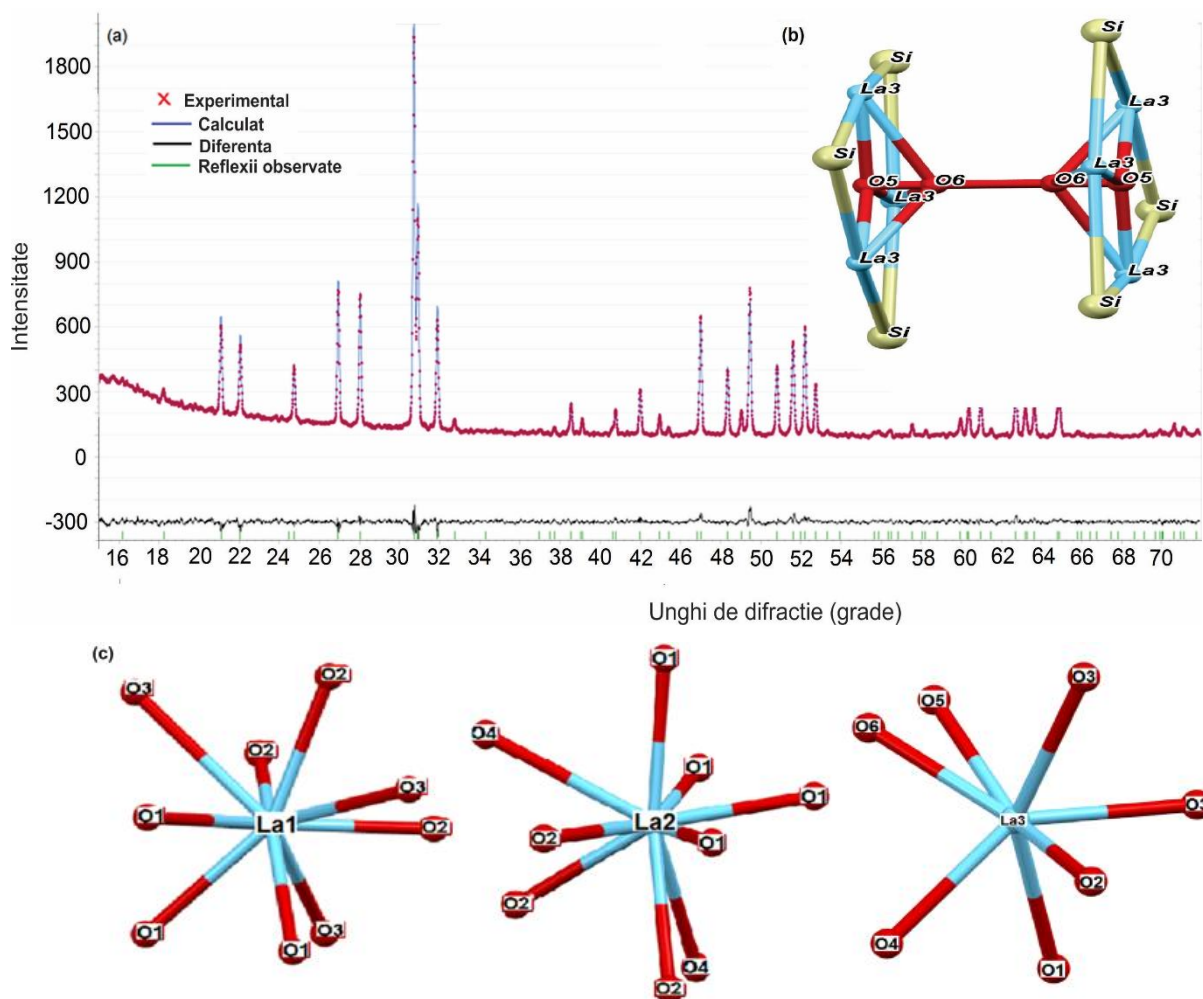 (a)
1800
1500
1200
900
600
300
0
-300
Intensitate
Experimental
Calculat
Diferenta
Reflexii observate
16 18 20 22 24 26 28 30 32 34 36 38 40 42 44 46 48 50 52 54 56 58 60 62 64 66 68 70
Unghi de difractie (grade)
(b)
Si
Si
La3
Si
O5 O6
La3
La3
Si
Si
La3
La3
O6 O5
Si
La3
Si
(c)
O3 O2
O2
O3
O1 La1 O2
O1 O3
O1
O1
O4
O1
O1
La2
O2 O1
O2
O4
O2
O3
O5
O6
La3 O3
O2
O4
O1